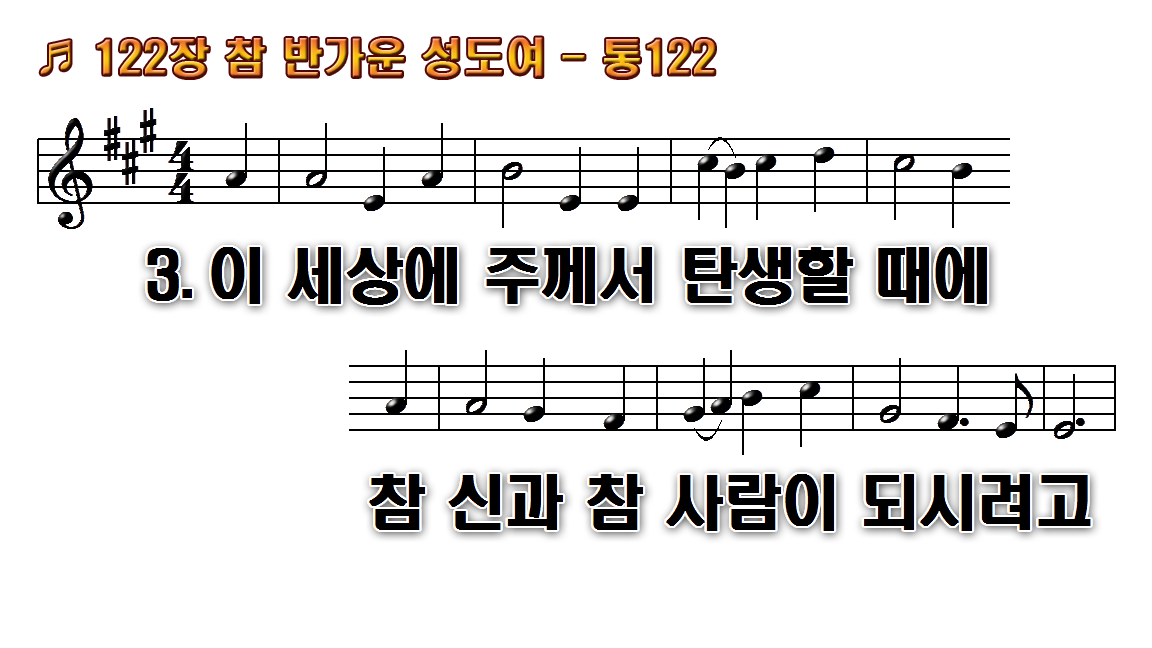 ♬ 122장 참 반가운 성도여 - 통122
4
4
3. 이 세상에 주께서 탄생할 때에
참 신과 참 사람이 되시려고